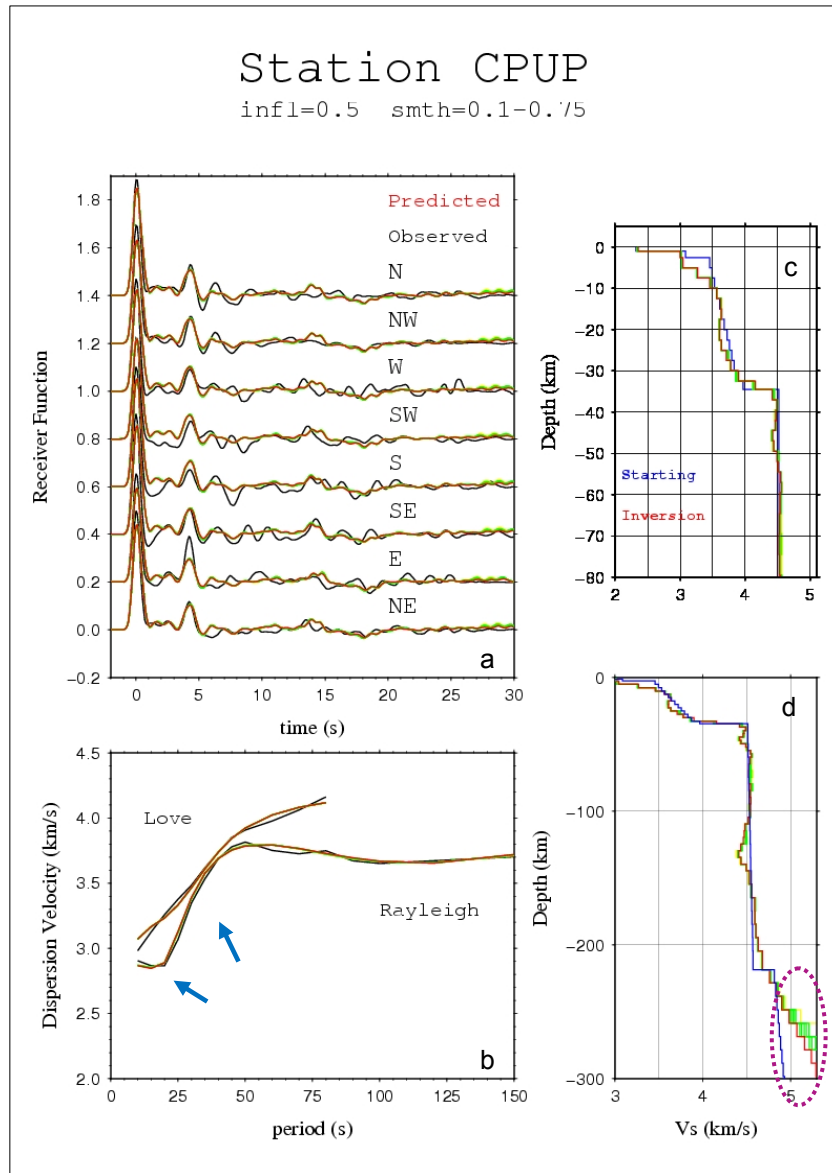 Station CPUP
infl=0.5 smth=0.1-0.75
Receiver Function
1.8
1.6
1.4
1.2
1.0
0.8
0.6
0.4
0.2
0.0
-0.2
Predicted
Observed
N
NW
W
SW
S
SE
E
NE
a
0 5 10 15 20 25 30
time (s)
Depth (km)
0
-10
-20
-30
-40
-50
-60
-70
-80
c
Starting
Inversion
2 3 4 5
Dispersion Velocity (km/s)
4.5
4.0
3.5
3.0
2.5
2.0
Love
Rayleigh
b
0 25 50 75 100 125 150
period (s)
Depth (km)
0
-100
-200
-300
d
3 4 5
Vs (km/s)